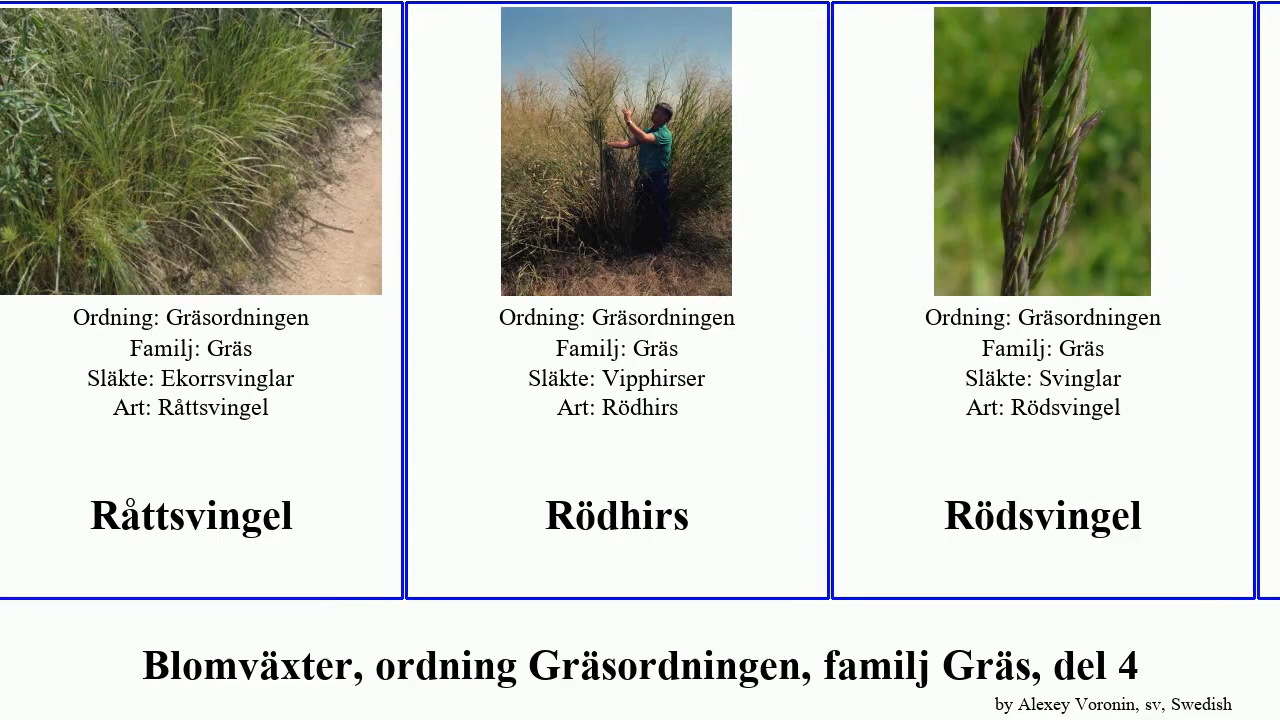 Ordning: Gräsordningen
Familj: Gräs
Släkte: Ekorrsvinglar
Art: Råttsvingel
Råttsvingel
Ordning: Gräsordningen
Familj: Gräs
Släkte: Vipphirser
Art: Rödhirs
Rödhirs
Ordning: Gräsordningen
Familj: Gräs
Släkte: Svinglar
Art: Rödsvingel
Rödsvingel
Blomväxter, ordning Gräsordningen, familj Gräs, del 4
by Alexey Voronin, sv, Swedish